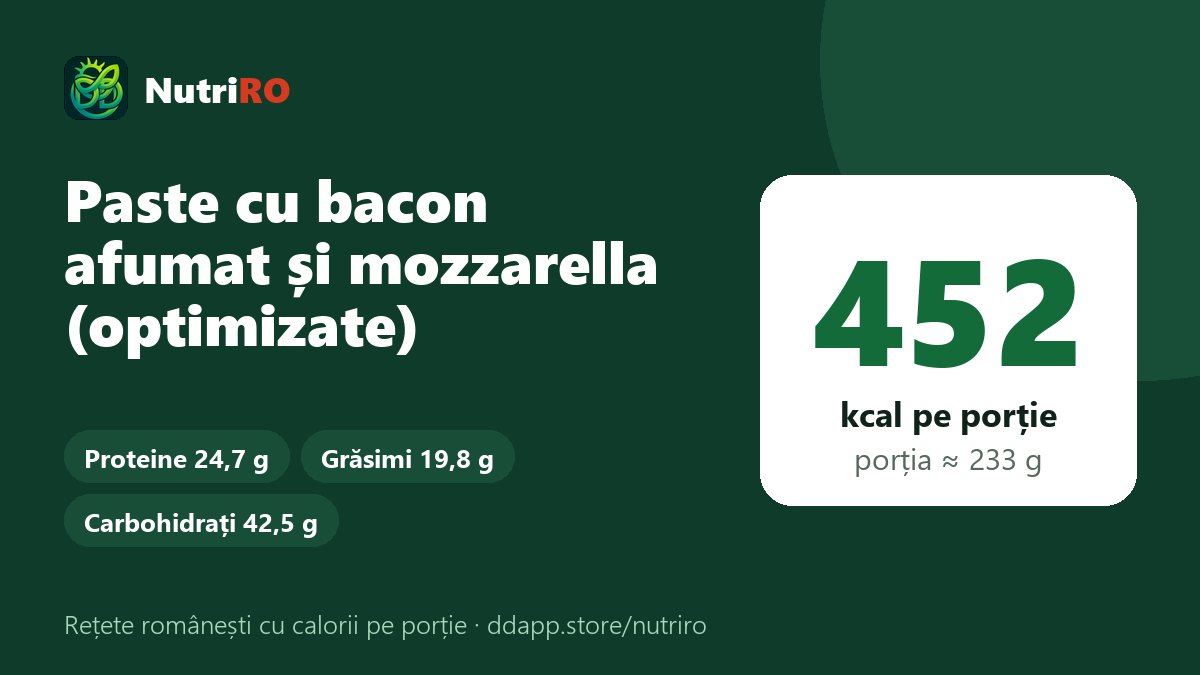 NutriRO
Paste cu bacon
afumat și mozzarella
(optimizate)
452
kcal pe porție
porția ≈ 233 g
Proteine 24,7 g
Grăsimi 19,8 g
Carbohidrați 42,5 g
Rețete românești cu calorii pe porție · ddapp.store/nutriro